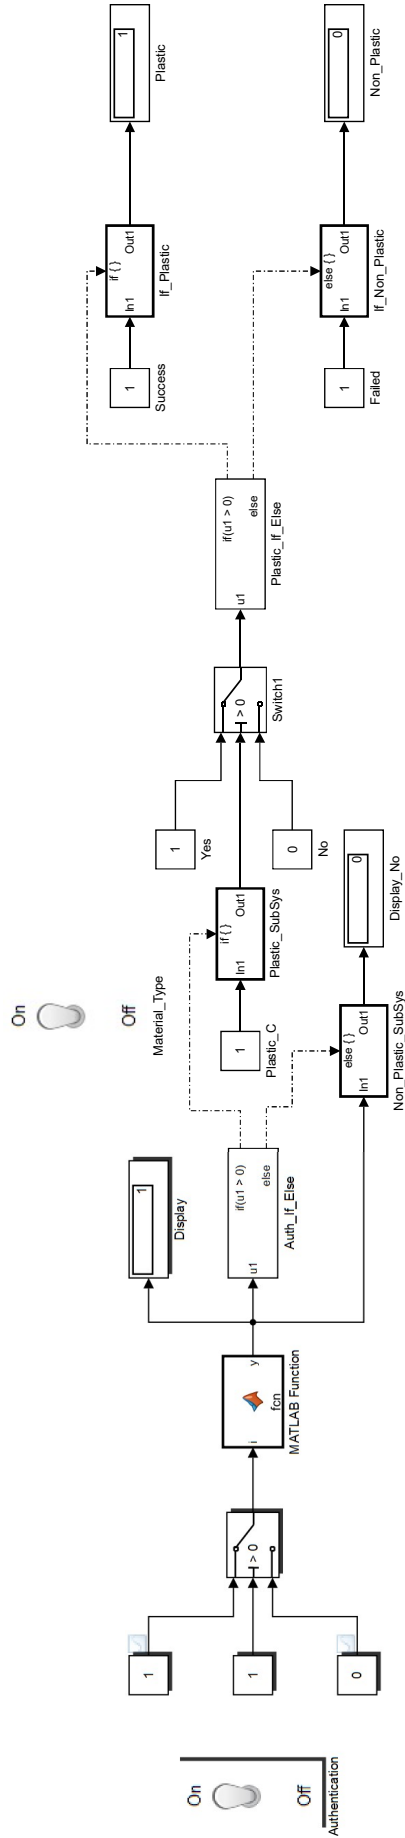 On
Off
Authentication
1
1
0
> 0
i
y
fcn
MATLAB Function
1
Display
u1
if(u1 > 0)
else
Auth_If_Else
On
Off
Material_Type
1
Plastic_C
if { }
In1
Out1
Plastic_SubSys
else { }
In1
Out1
Non_Plastic_SubSys
0
Display_No
1
Yes
0
No
> 0
Switch1
u1
if(u1 > 0)
else
Plastic_If_Else
1
Success
if { }
In1
Out1
If_Plastic
1
Plastic
1
Failed
else { }
In1
Out1
If_Non_Plastic
0
Non_Plastic